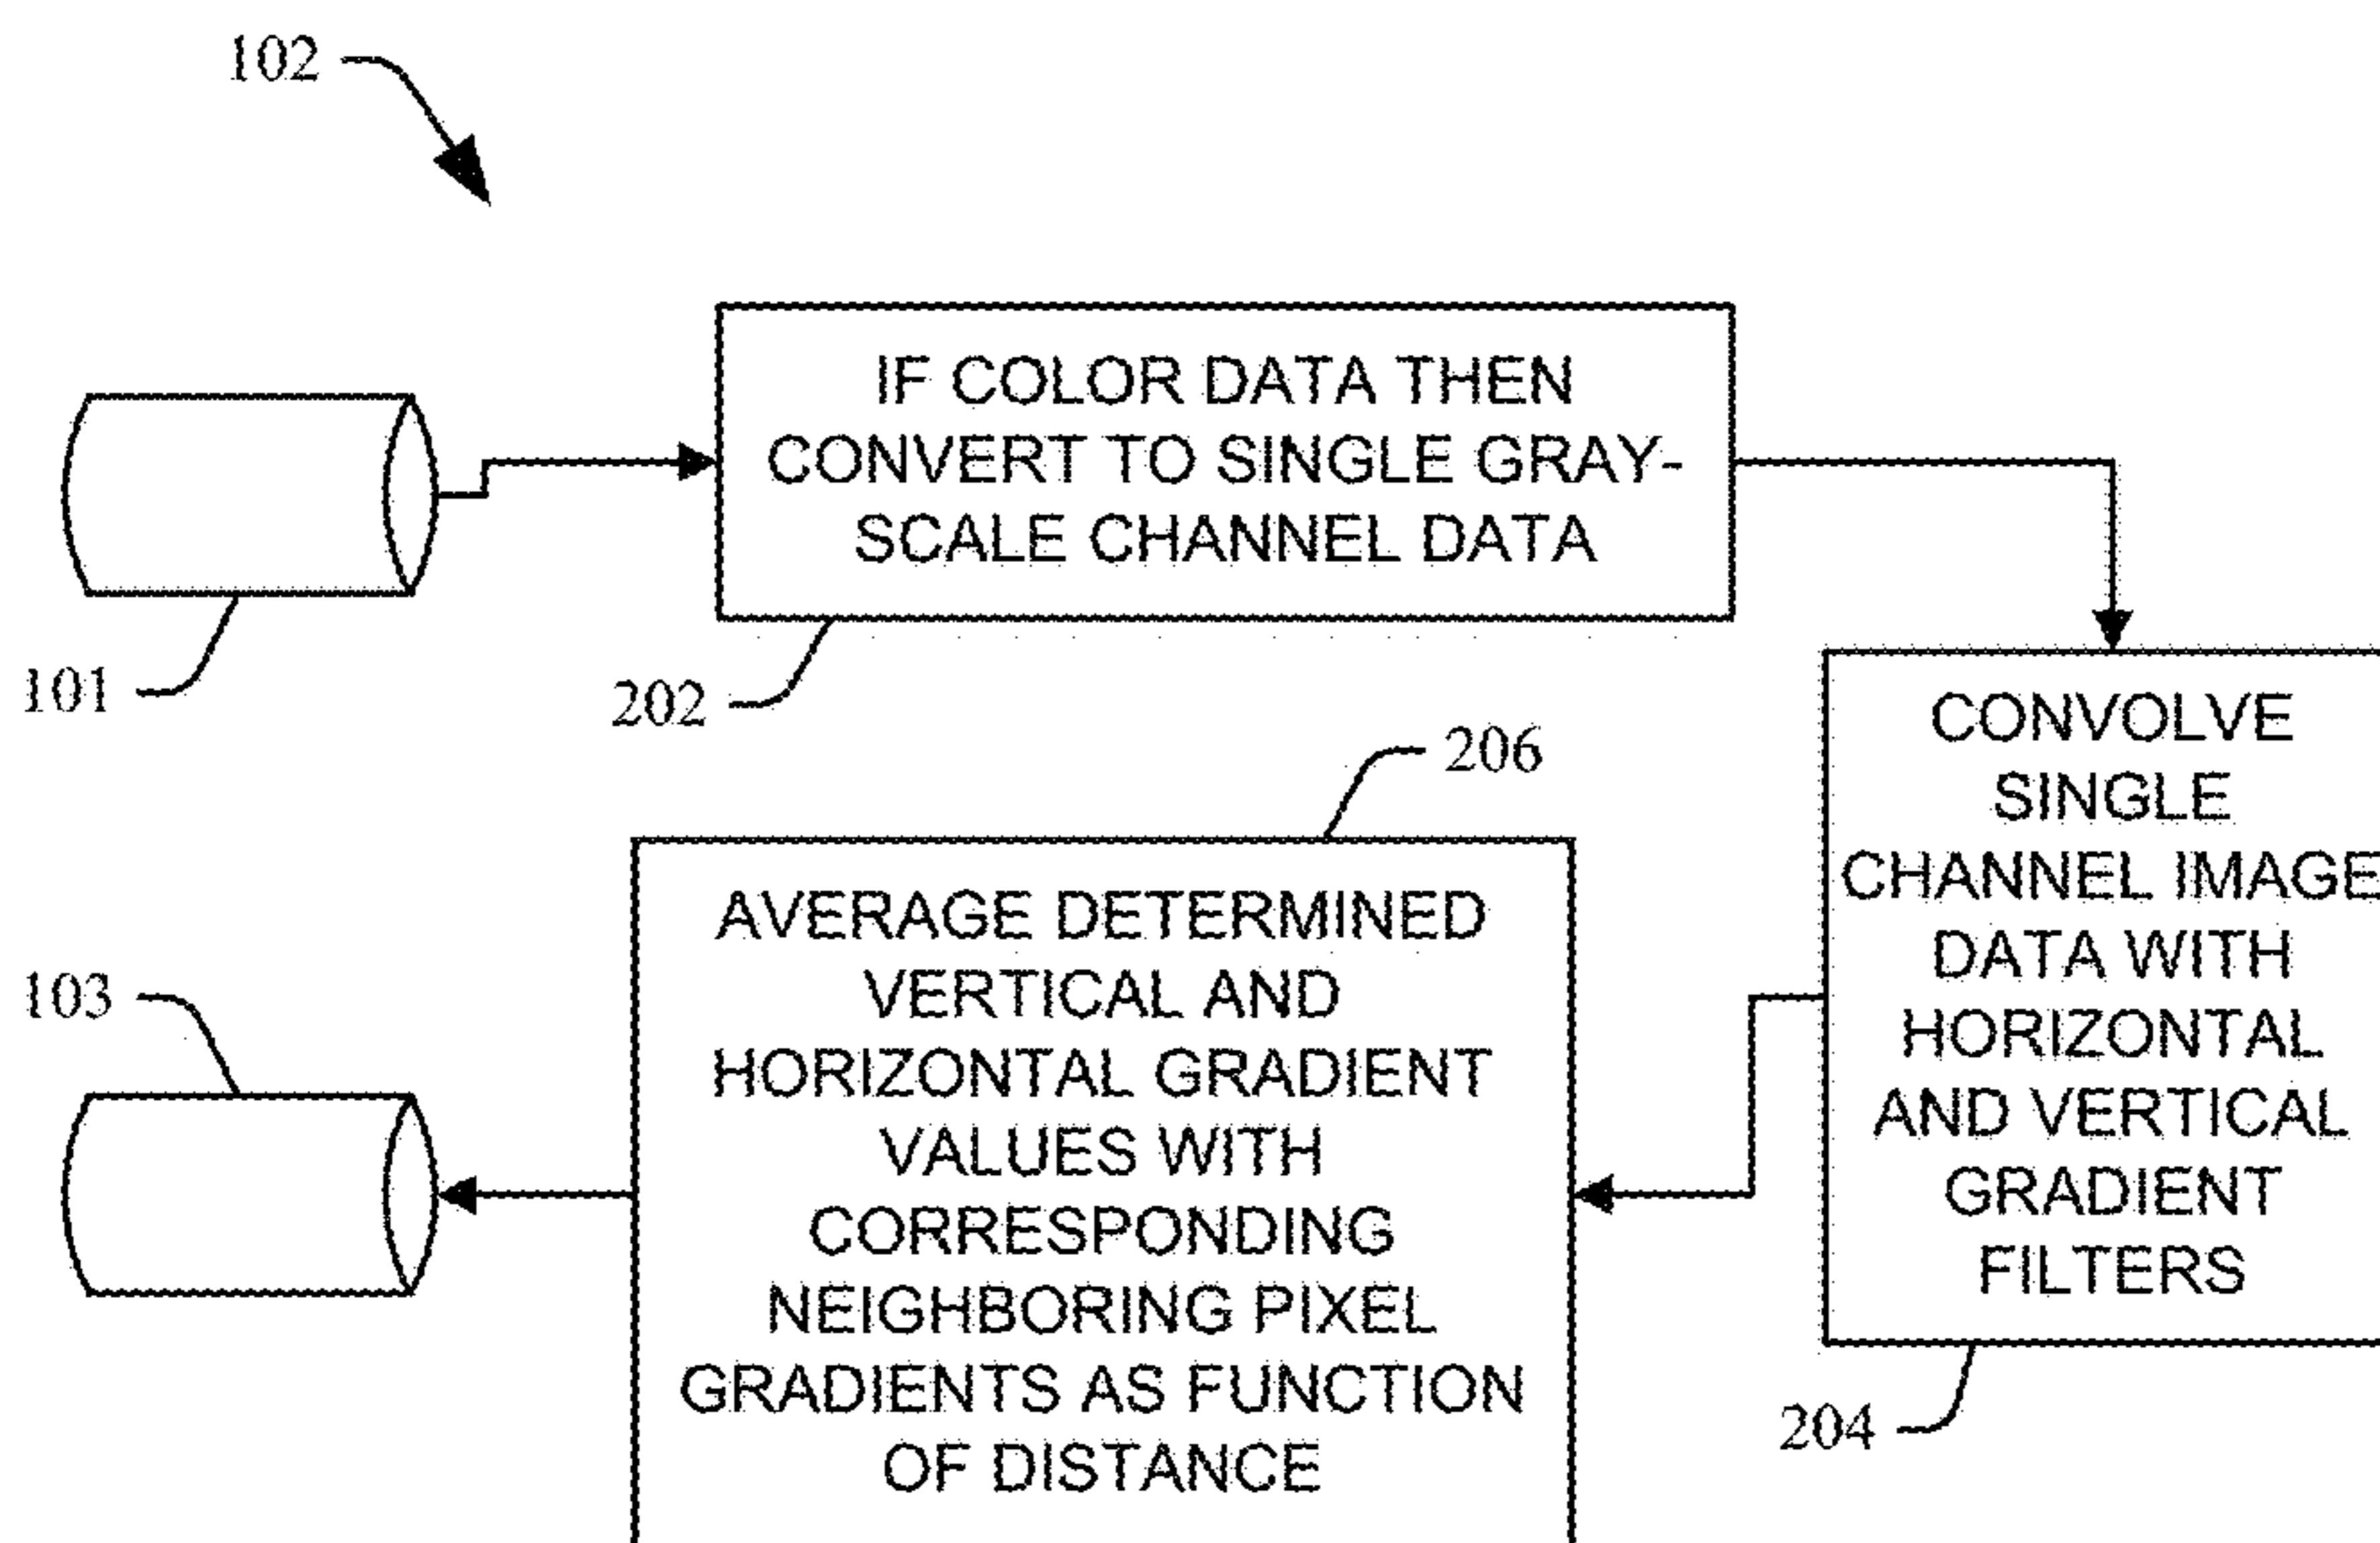 102
IF COLOR DATA THEN
CONVERT TO SINGLE GRAY-
SCALE CHANNEL DATA
101
202
CONVOLVE
SINGLE
CHANNEL IMAGE
DATA WITH
HORIZONTAL
AND VERTICAL
GRADIENT
FILTERS
204
206
AVERAGE DETERMINED
VERTICAL AND
HORIZONTAL GRADIENT
VALUES WITH
CORRESPONDING
NEIGHBORING PIXEL
GRADIENTS AS FUNCTION
OF DISTANCE
103